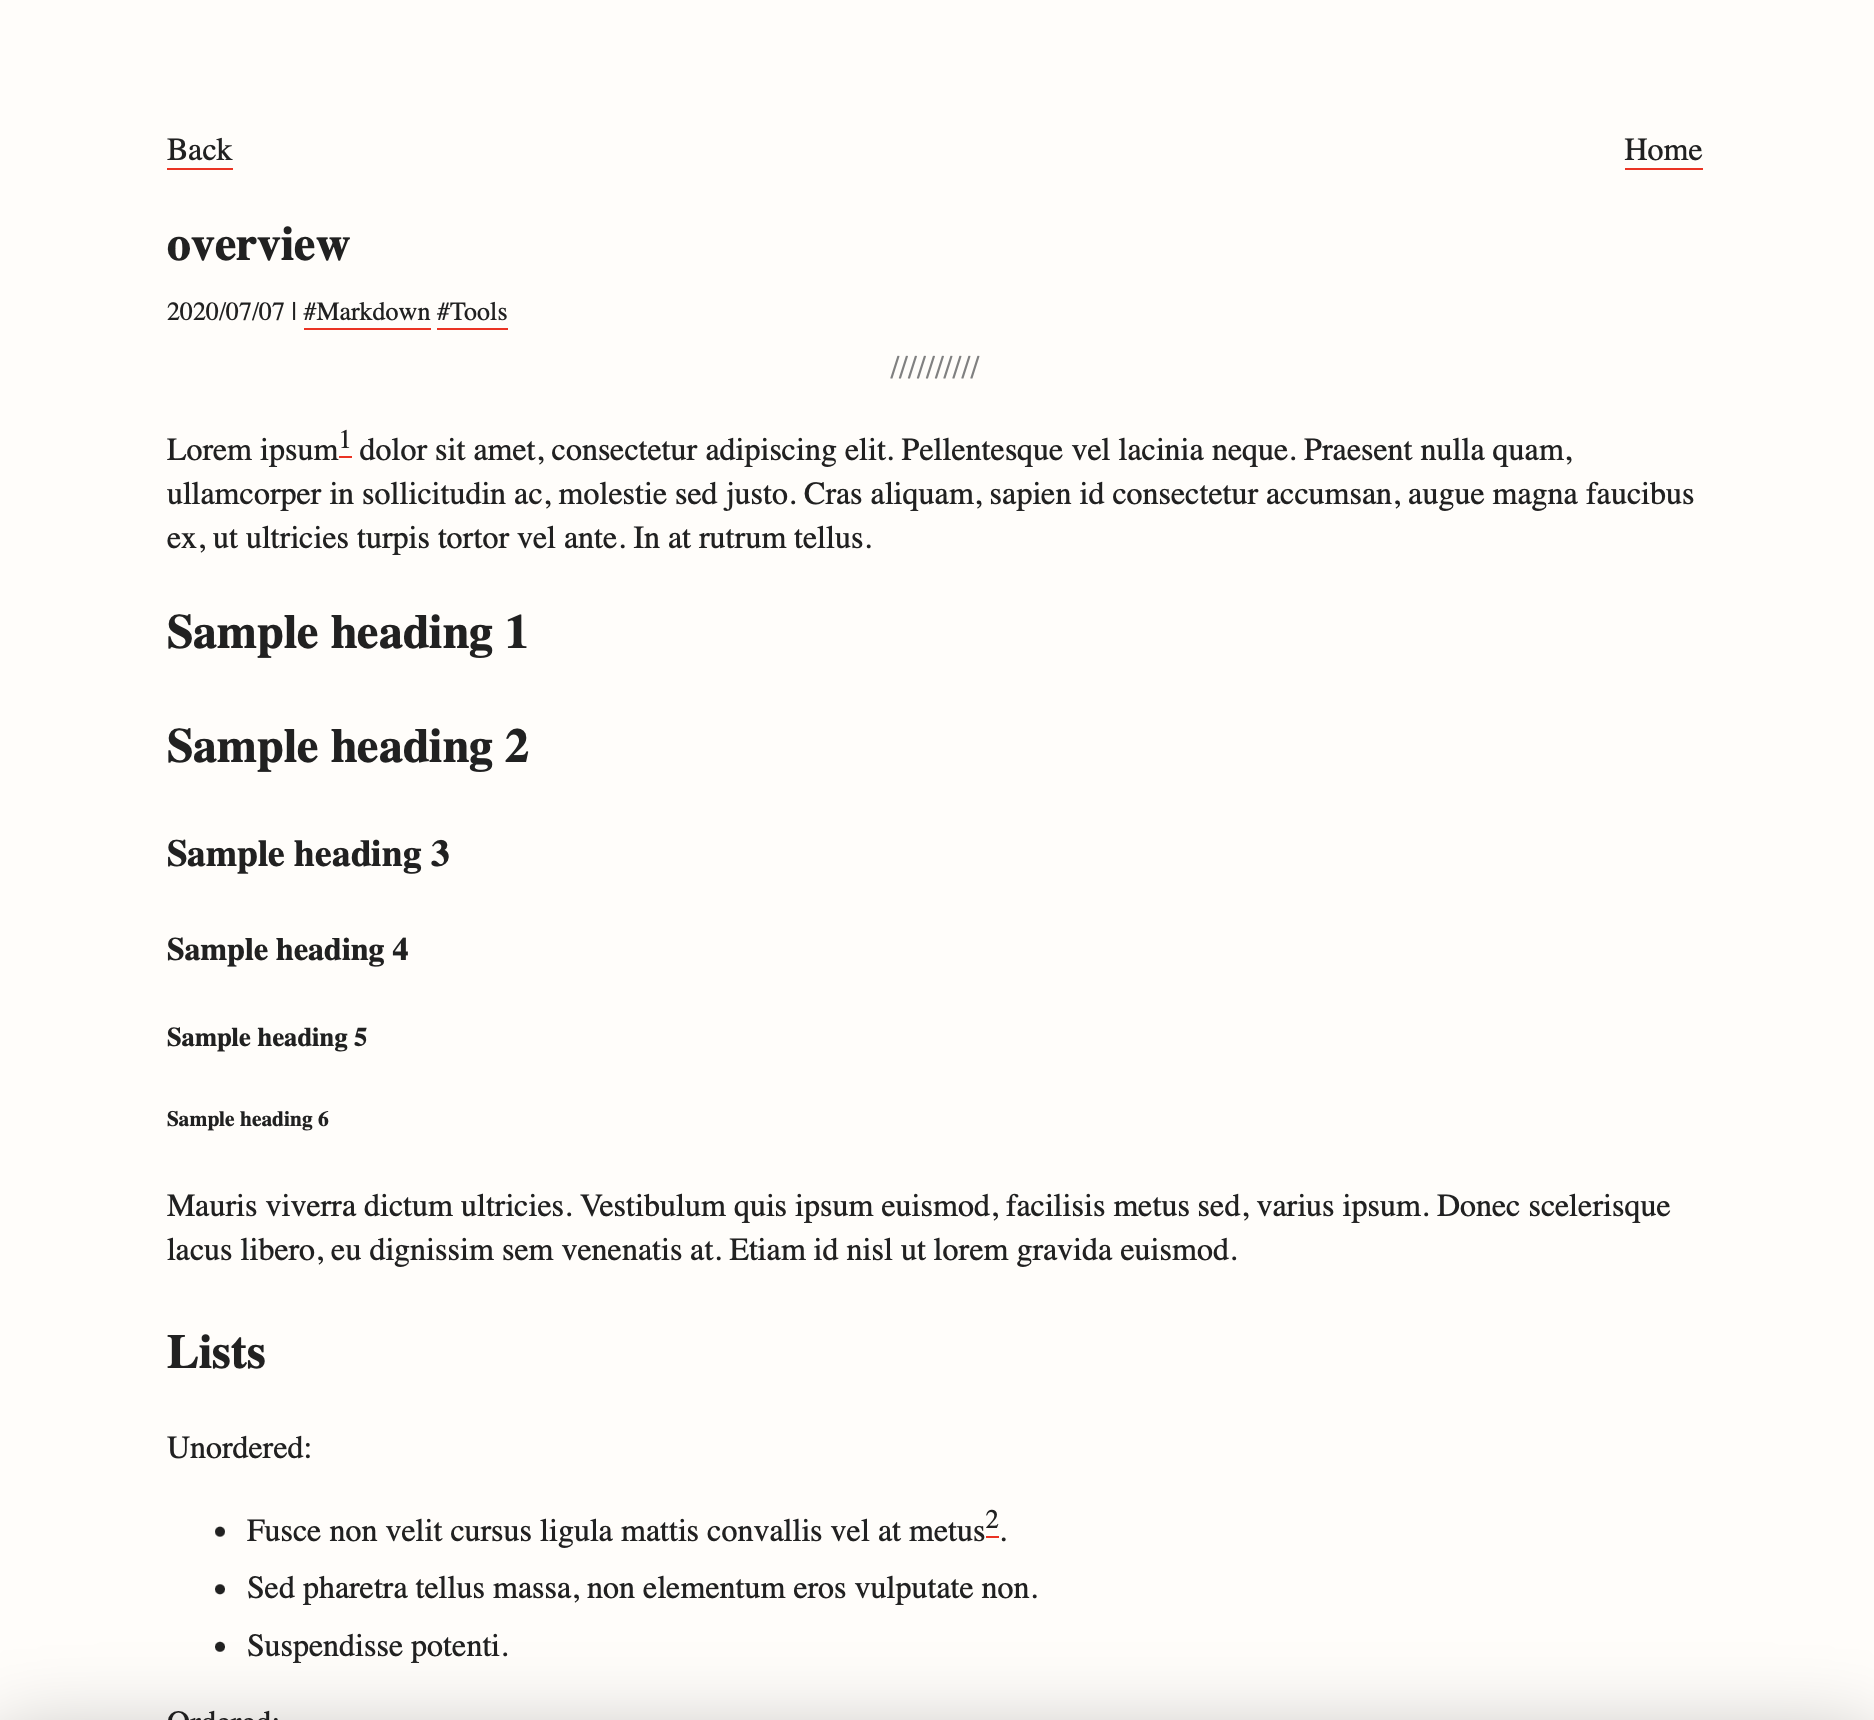 Back
Home
overview
2020/07/07 | #Markdown #Tools
//////////
Lorem ipsum1 dolor sit amet, consectetur adipiscing elit. Pellentesque vel lacinia neque. Praesent nulla quam,
ullamcorper in sollicitudin ac, molestie sed justo. Cras aliquam, sapien id consectetur accumsan, augue magna faucibus
ex, ut ultricies turpis tortor vel ante. In at rutrum tellus.
Sample heading 1
Sample heading 2
Sample heading 3
Sample heading 4
Sample heading 5
Sample heading 6
Mauris viverra dictum ultricies. Vestibulum quis ipsum euismod, facilisis metus sed, varius ipsum. Donec scelerisque
lacus libero, eu dignissim sem venenatis at. Etiam id nisl ut lorem gravida euismod.
Lists
Unordered:
• Fusce non velit cursus ligula mattis convallis vel at metus2.
• Sed pharetra tellus massa, non elementum eros vulputate non.
• Suspendisse potenti.
Ordered: